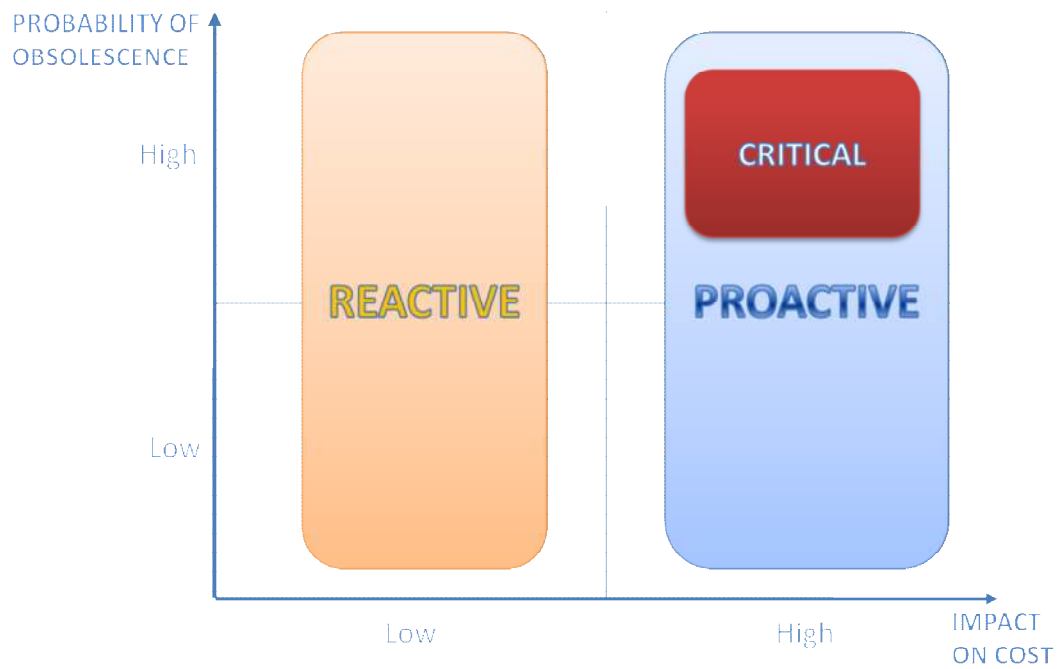 PROBABILITY OF
OBSOLESCENCE
High
CRITICAL
REACTIVE
PROACTIVE
Low
Low
High
IMPACT
ON COST